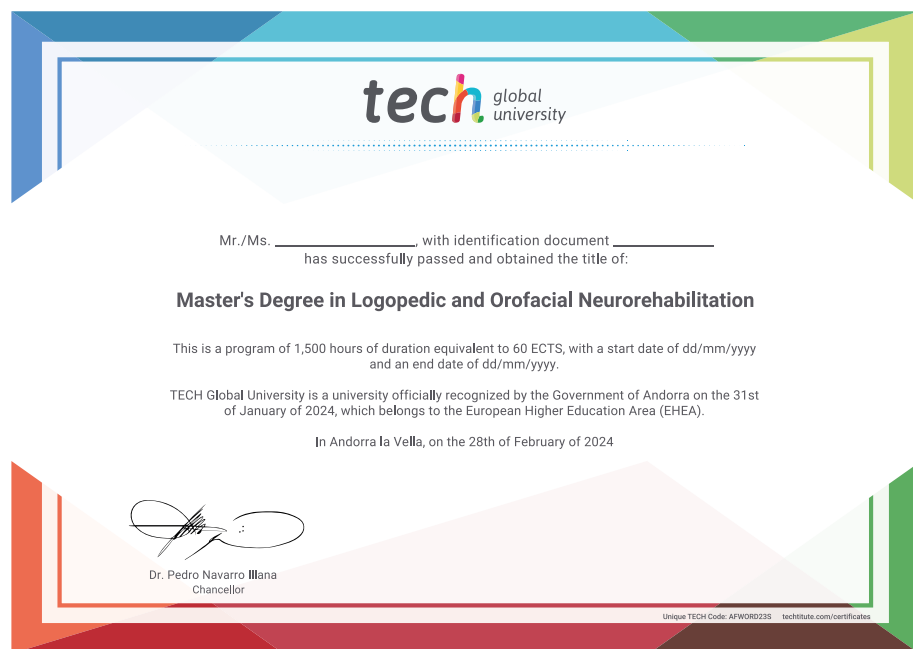 tech global university
Mr./Ms. ____________________, with identification document ______________
has successfully passed and obtained the title of:
Master's Degree in Logopedic and Orofacial Neurorehabilitation
This is a program of 1,500 hours of duration equivalent to 60 ECTS, with a start date of dd/mm/yyyy
and an end date of dd/mm/yyyy.
TECH Global University is a university officially recognized by the Government of Andorra on the 31st
of January of 2024, which belongs to the European Higher Education Area (EHEA).
In Andorra la Vella, on the 28th of February of 2024
Dr. Pedro Navarro Illana
Chancellor
Unique TECH Code: AFWORD23S techtitute.com/certificates